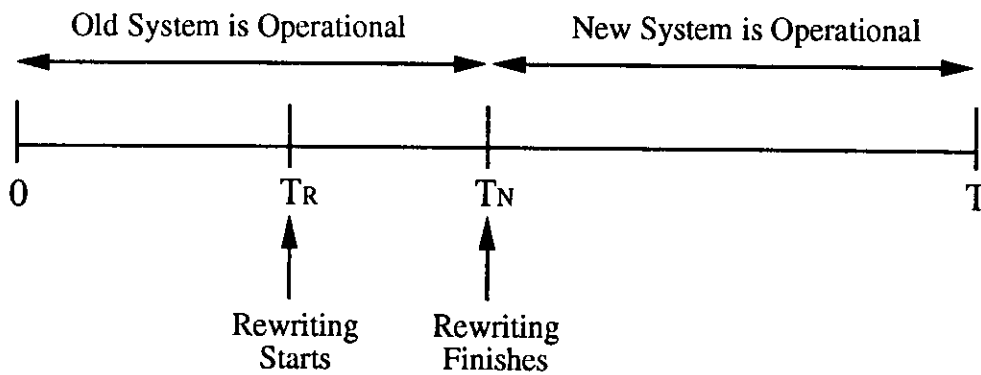 Old System is Operational
New System is Operational
0
TR
TN
T
Rewriting
Starts
Rewriting
Finishes